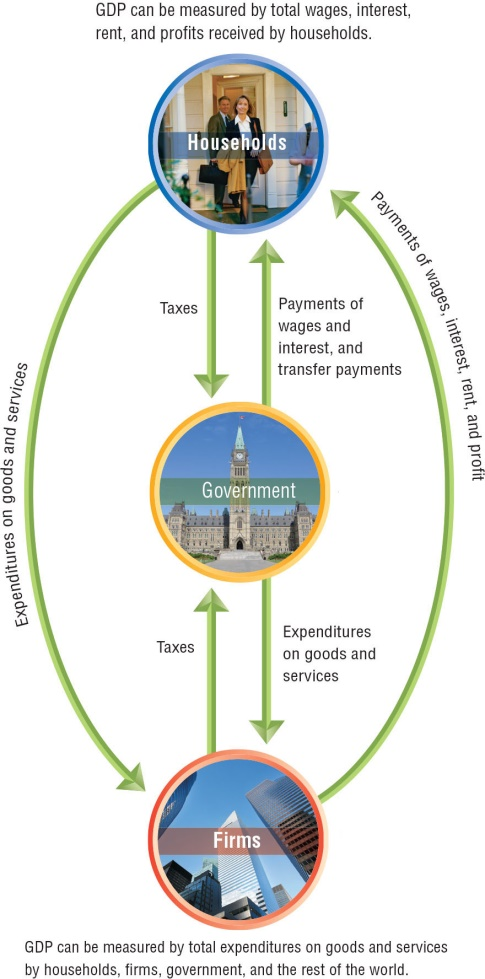 GDP can be measured by total wages, interest,
rent, and profits received by households.
Households
Payments of wages, interest, rent, and profit
Taxes
Payments of
wages and
interest, and
transfer payments
Expenditures on goods and services
Government
Taxes
Expenditures
on goods and
services
Firms
GDP can be measured by total expenditures on goods and services
by households, firms, government, and the rest of the world.